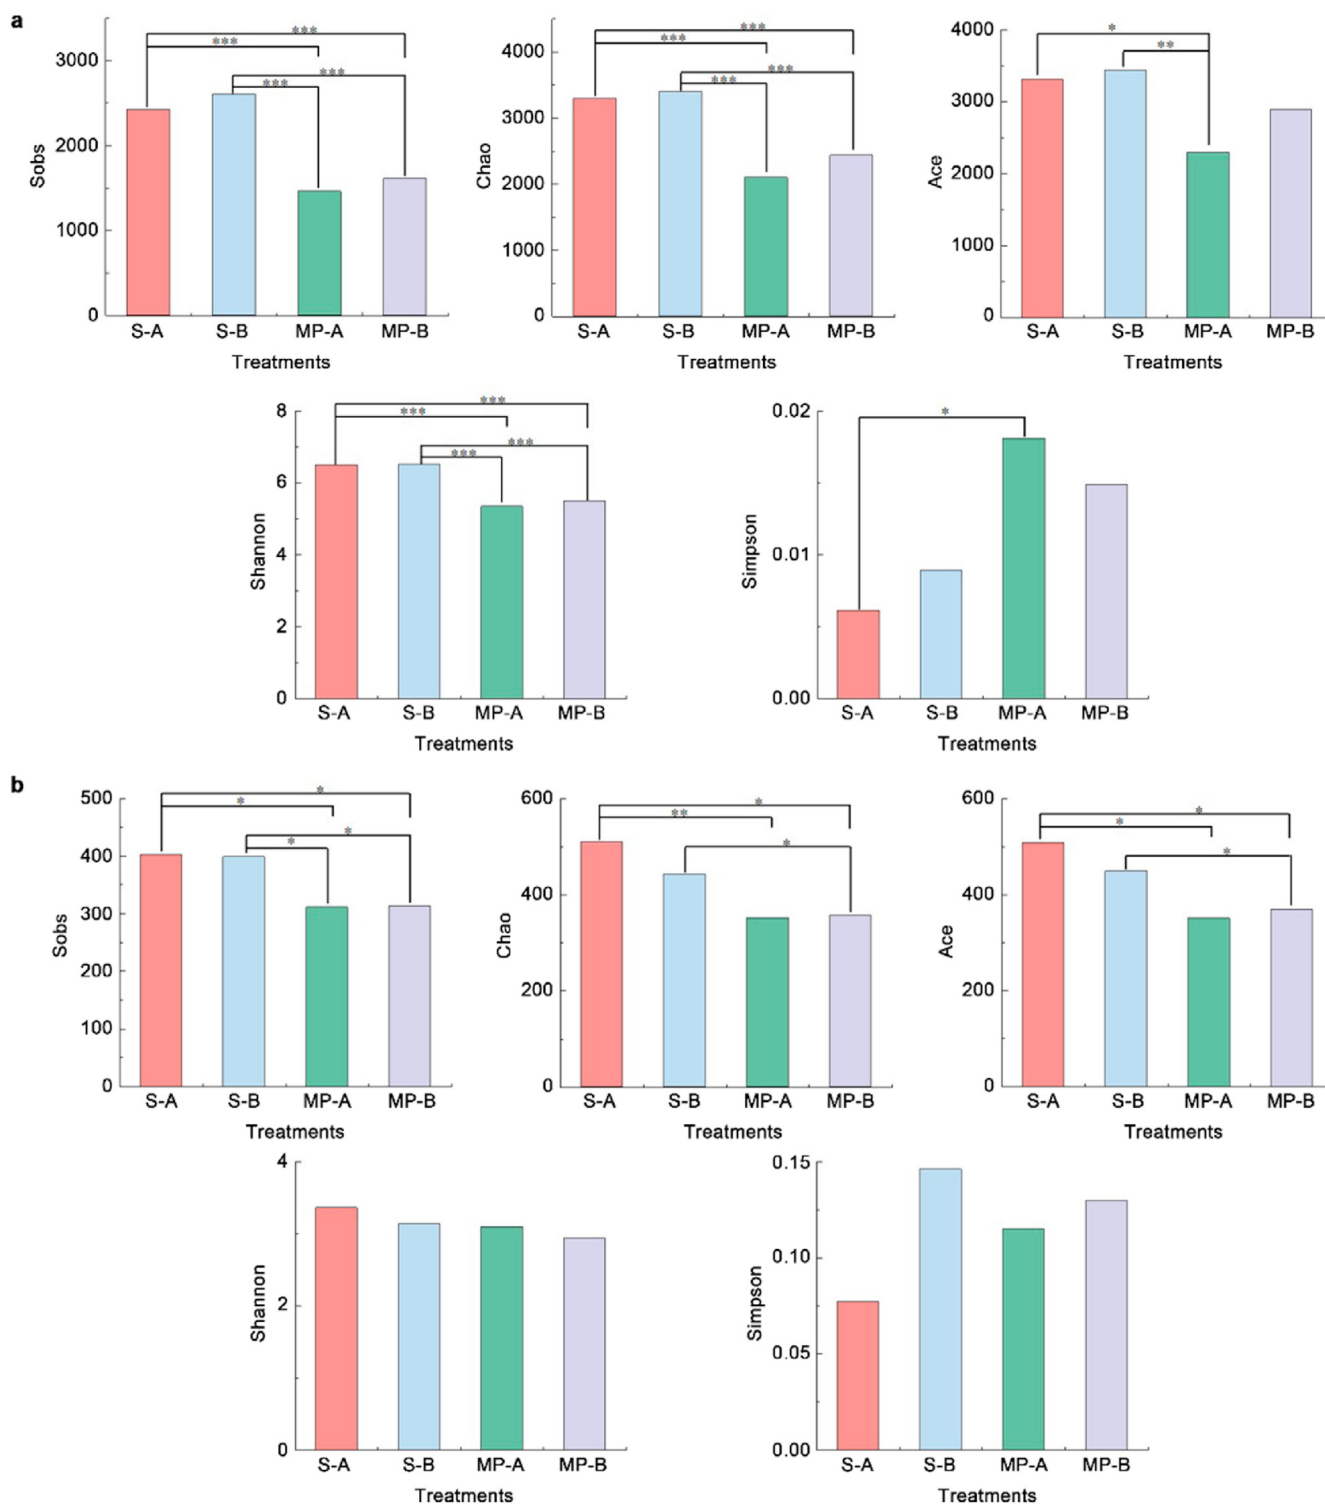 a
Sobs
3000
2000
1000
0
*** 
***
***
***
S-A S-B MP-A MP-B
Treatments
Chao
4000
3000
2000
1000
0
***
***
***
***
S-A S-B MP-A MP-B
Treatments
Ace
4000
3000
2000
1000
0
*
**
S-A S-B MP-A MP-B
Treatments
Shannon
8
6
4
2
0
***
***
***
***
S-A S-B MP-A MP-B
Treatments
Simpson
0.02
0.01
0.00
*
S-A S-B MP-A MP-B
Treatments
b
Sobs
500
400
300
200
100
0
*
*
*
*
S-A S-B MP-A MP-B
Treatments
Chao
600
400
200
0
*
**
*
S-A S-B MP-A MP-B
Treatments
Ace
600
400
200
0
*
*
*
S-A S-B MP-A MP-B
Treatments
Shannon
4
2
0
S-A S-B MP-A MP-B
Treatments
Simpson
0.15
0.10
0.05
0.00
S-A S-B MP-A MP-B
Treatments